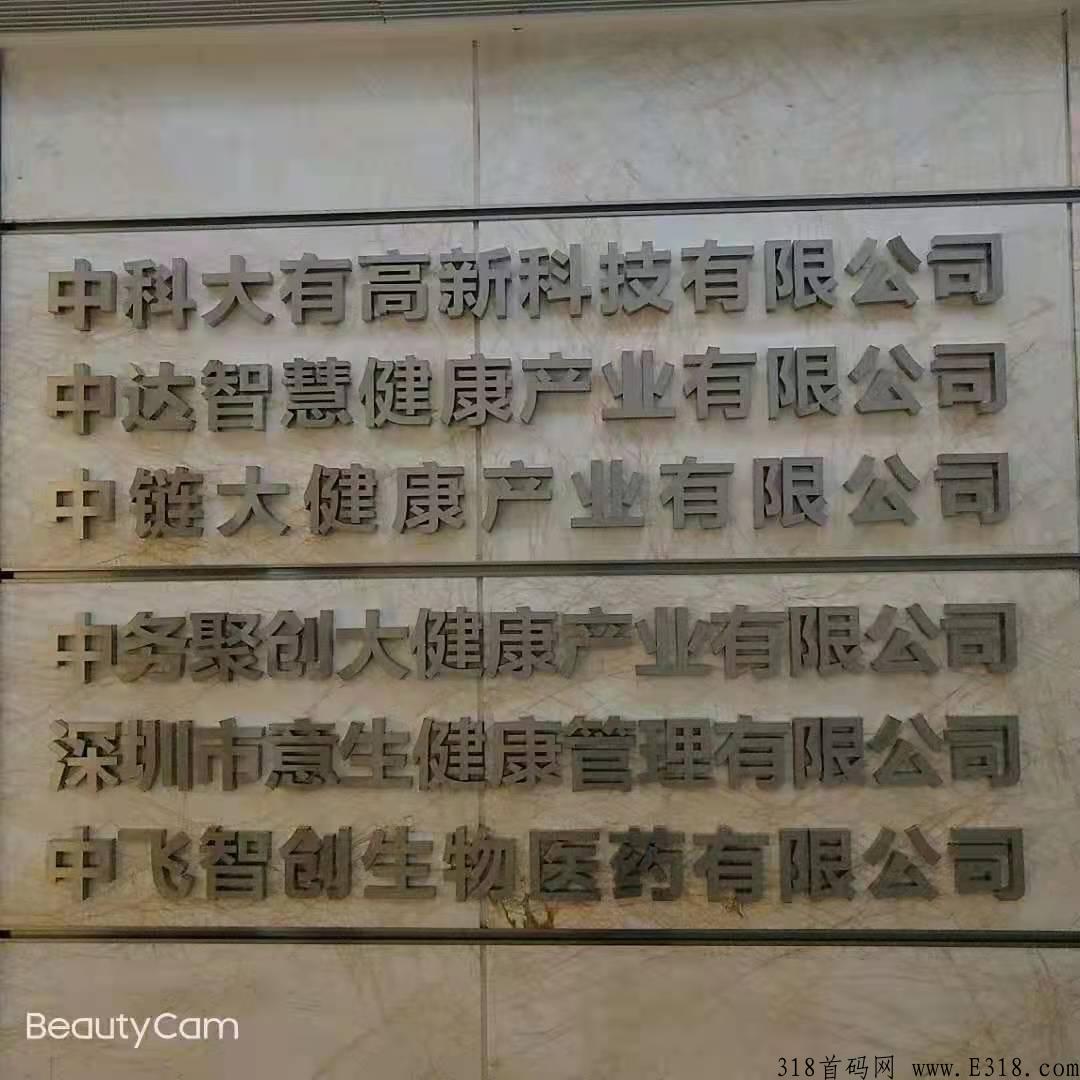 中科大有高新科技有限公司
中达智慧健康产业有限公司
中链大健康产业有限公司
中务聚创大健康产业有限公司
深圳市意生健康管理有限公司
中飞智创生物医药有限公司
BeautyCam
318首码网 www.E318.com